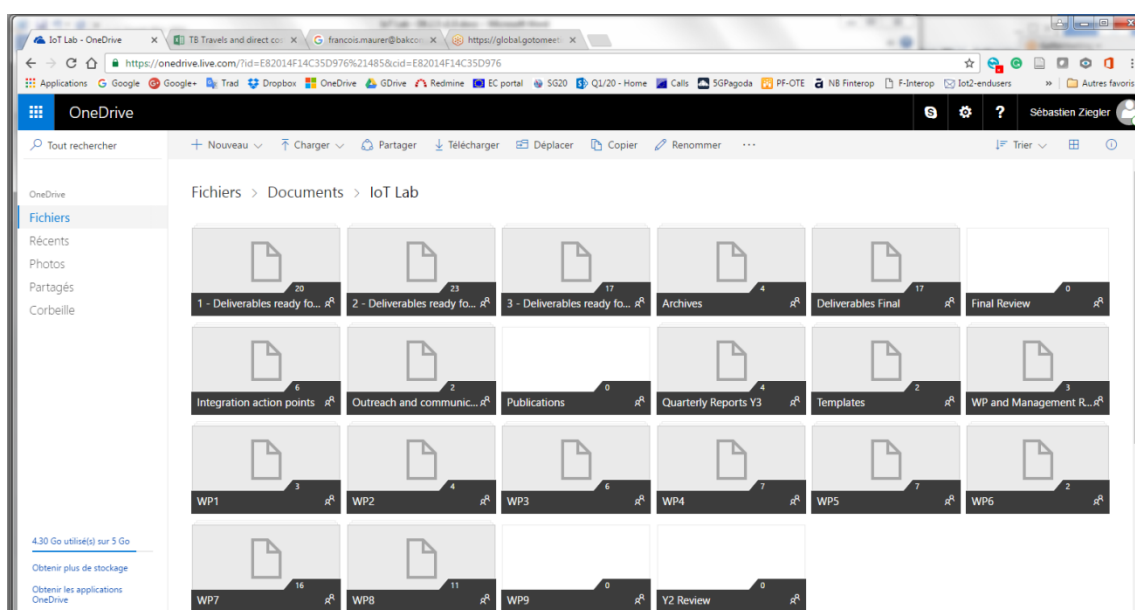 IoT Lab - OneDrive
TB Travels and direct co
francois.maurer@bakco
https://global.gotomeet
https://onedrive.live.com/?id=E82014F14C35D976%21485&cid=E82014F14C35D976
Applications Google Google+ Trad Dropbox OneDrive GDrive Redmine EC portal SG20 Q1/20 - Home Calls 5GPagoda PF-OTE NB Finterop F-Interop Iot2-endusers » Autres favoris
OneDrive
Sébastien Ziegler
Tout rechercher
Nouveau Charger Partager Télécharger Déplacer Copier Renommer ··· Trier
OneDrive
Fichiers
Récents
Photos
Partagés
Corbeille
Fichiers > Documents > IoT Lab
20 23 17 4 17 0
1 - Deliverables ready fo... 2 - Deliverables ready fo... 3 - Deliverables ready fo... Archives Deliverables Final Final Review
6 2 0 4 2 3
Integration action points Outreach and communic... Publications Quarterly Reports Y3 Templates WP and Management R...
3 4 6 7 7 2
WP1 WP2 WP3 WP4 WP5 WP6
16 11 0 0
WP7 WP8 WP9 Y2 Review
4.30 Go utilisé(s) sur 5 Go
Obtenir plus de stockage
Obtenir les applications
OneDrive